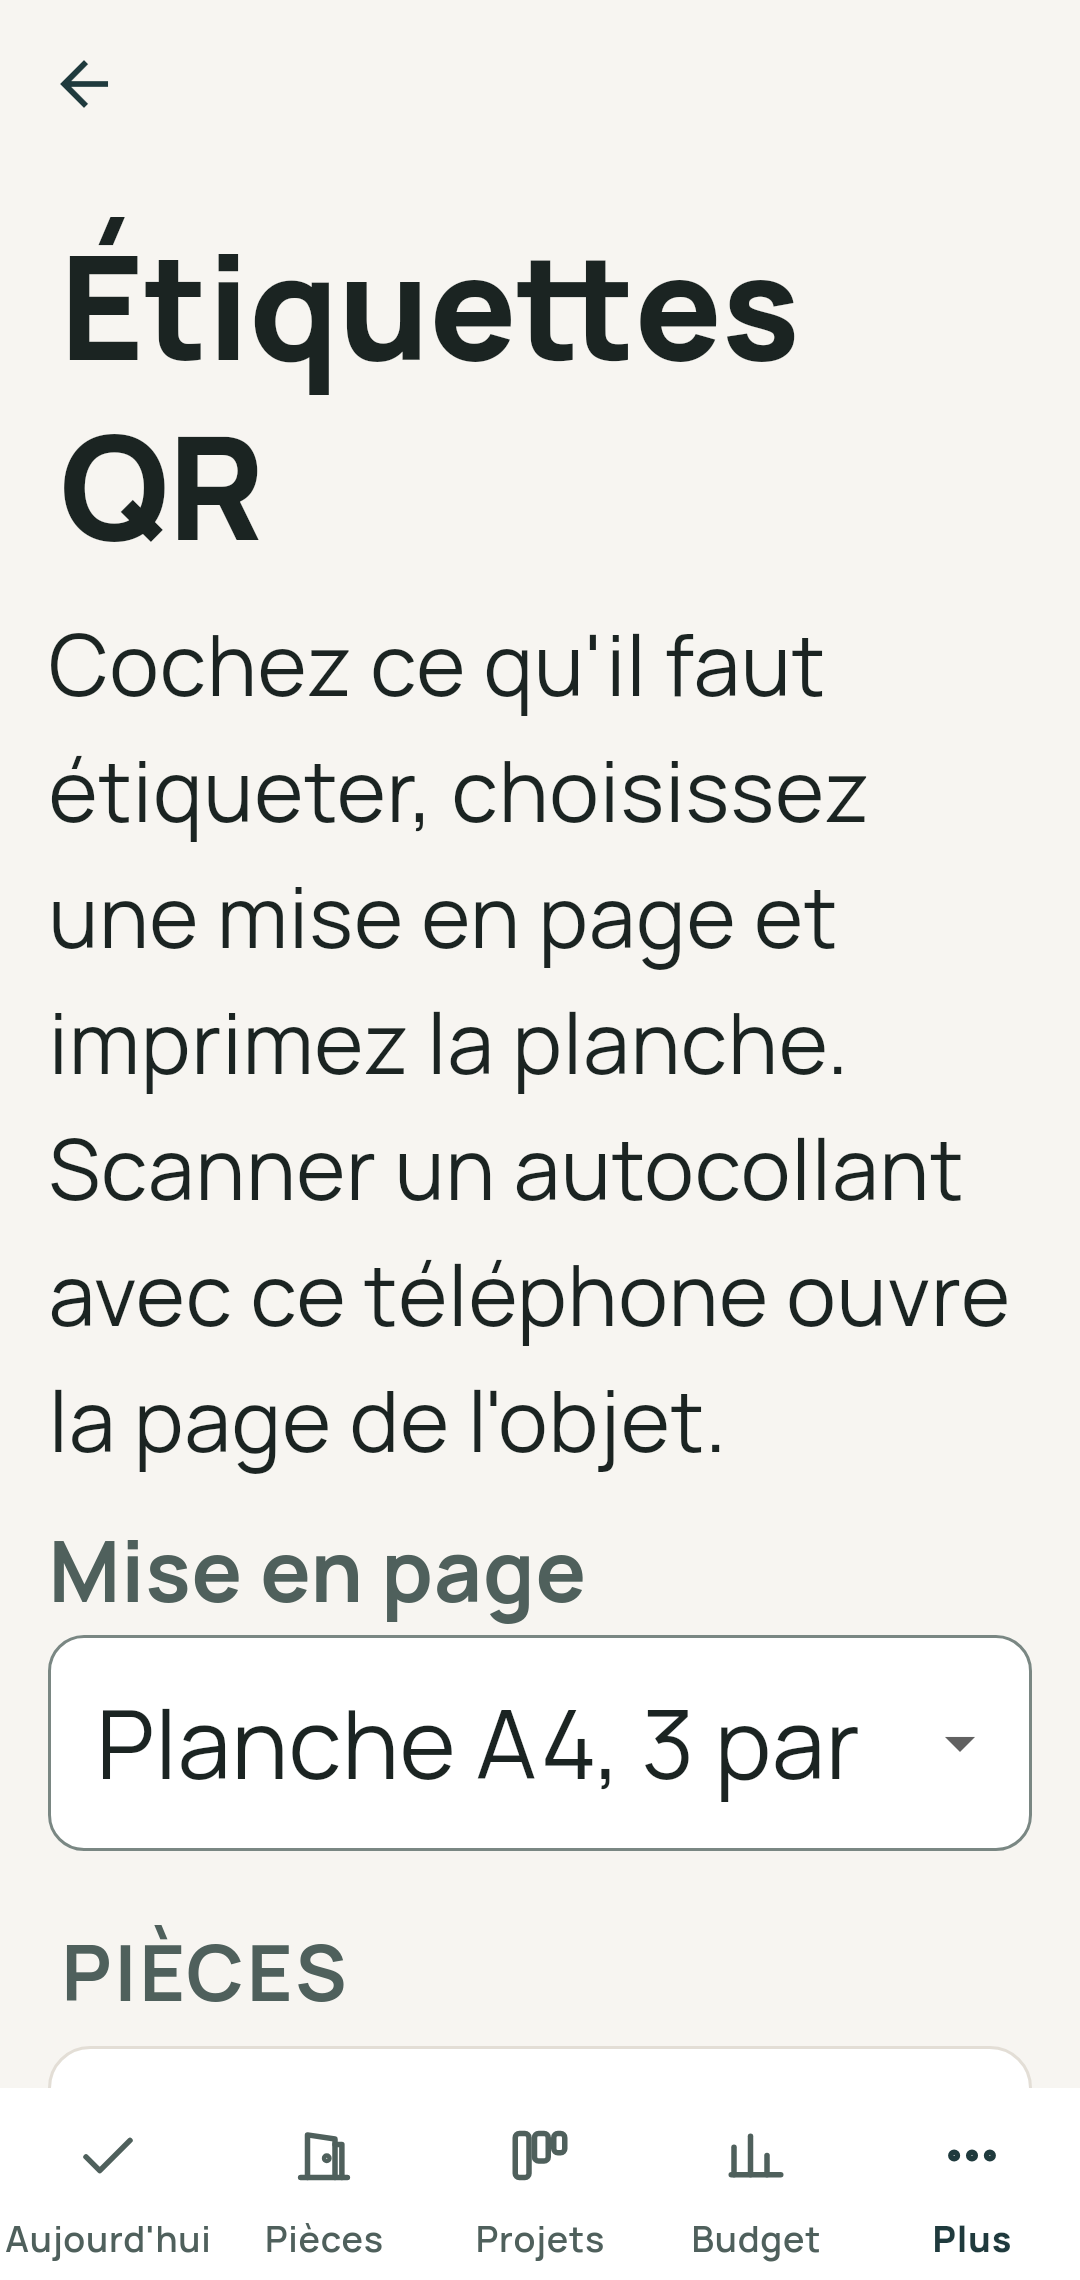 Étiquettes
QR
Cochez ce qu'il faut
étiqueter, choisissez
une mise en page et
imprimez la planche.
Scanner un autocollant
avec ce téléphone ouvre
la page de l'objet.
Mise en page
Planche A4, 3 par
PIÈCES
Aujourd'hui
Pièces
Projets
Budget
Plus